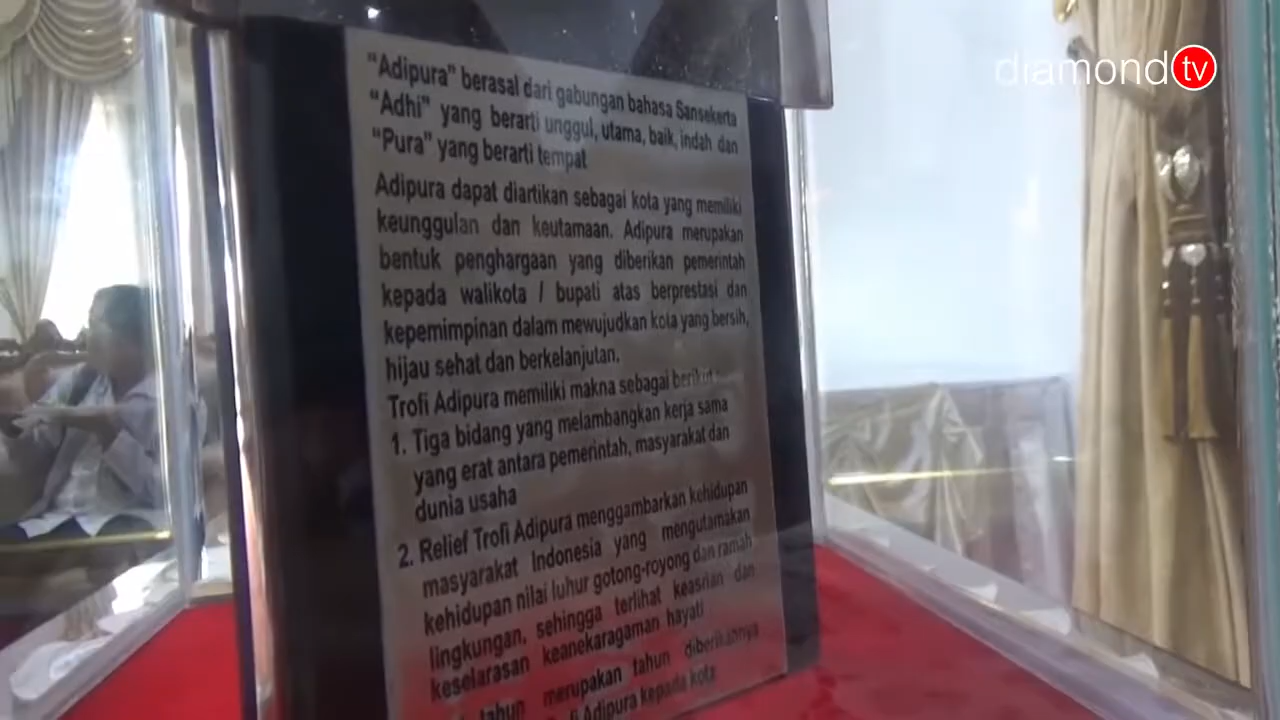 diamondtv
"Adipura" berasal dari gabungan bahasa Sansekerta
"Adhi" yang berarti unggul, utama, baik, indah dan
"Pura" yang berarti tempat
Adipura dapat diartikan sebagai kota yang memiliki
keunggulan dan keutamaan. Adipura merupakan
bentuk penghargaan yang diberikan pemerintah
kepada walikota / bupati atas berprestasi dan
kepemimpinan dalam mewujudkan kota yang bersih,
hijau sehat dan berkelanjutan.
Trofi Adipura memiliki makna sebagai berikut :
1. Tiga bidang yang melambangkan kerja sama
yang erat antara pemerintah, masyarakat dan
dunia usaha
2. Relief Trofi Adipura menggambarkan kehidupan
masyarakat Indonesia yang mengutamakan
kehidupan nilai luhur gotong-royong dan ramah
lingkungan, sehingga terlihat keasrian dan
keselarasan keanekaragaman hayati
tahun merupakan tahun diberikannya
Adipura kepada kota